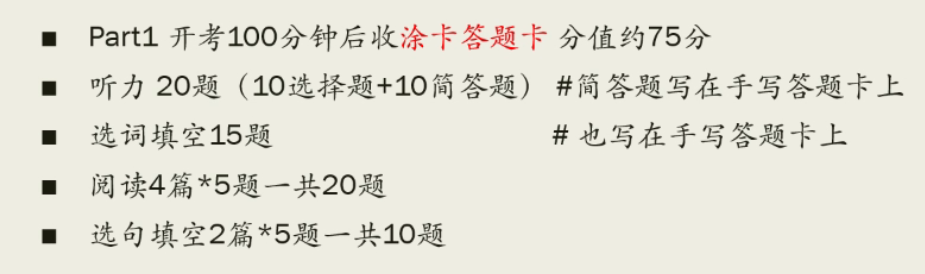 ■ Part1 开考100分钟后收涂卡答题卡 分值约75分
■ 听力 20题（10选择题+10简答题） #简答题写在手写答题卡上
■ 选词填空15题 # 也写在手写答题卡上
■ 阅读4篇*5题一共20题
■ 选句填空2篇*5题一共10题